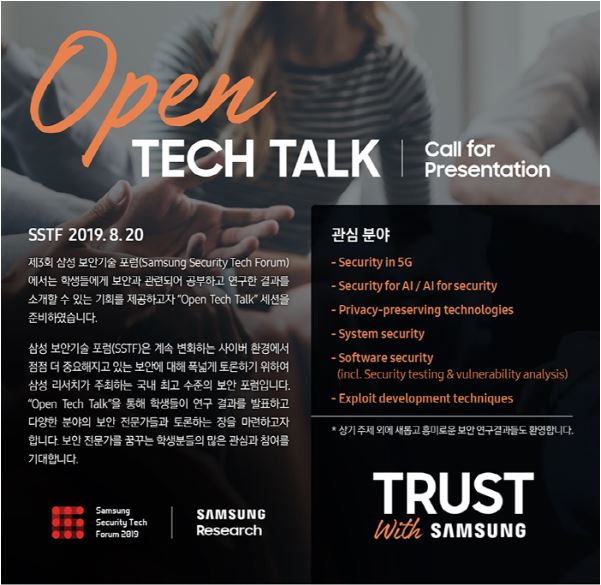 Open
TECH TALK
Call for
Presentation
SSTF 2019. 8. 20
제3회 삼성 보안기술 포럼(Samsung Security Tech Forum)
에서는 학생들에게 보안과 관련되어 공부하고 연구한 결과를
소개할 수 있는 기회를 제공하고자 “Open Tech Talk” 세션을
준비하였습니다.
삼성 보안기술 포럼(SSTF)은 계속 변화하는 사이버 환경에서
점점 더 중요해지고 있는 보안에 대해 폭넓게 토론하기 위하여
삼성 리서치가 주최하는 국내 최고 수준의 보안 포럼입니다.
“Open Tech Talk”을 통해 학생들이 연구 결과를 발표하고
다양한 분야의 보안 전문가들과 토론하는 장을 마련하고자
합니다. 보안 전문가를 꿈꾸는 학생분들의 많은 관심과 참여를
기대합니다.
관심 분야
- Security in 5G
- Security for AI / AI for security
- Privacy-preserving technologies
- System security
- Software security
(incl. Security testing & vulnerability analysis)
- Exploit development techniques
* 상기 주제 외에 새롭고 흥미로운 보안 연구결과들도 환영합니다.
Samsung
Security Tech
Forum 2019
SAMSUNG
Research
TRUST
With SAMSUNG